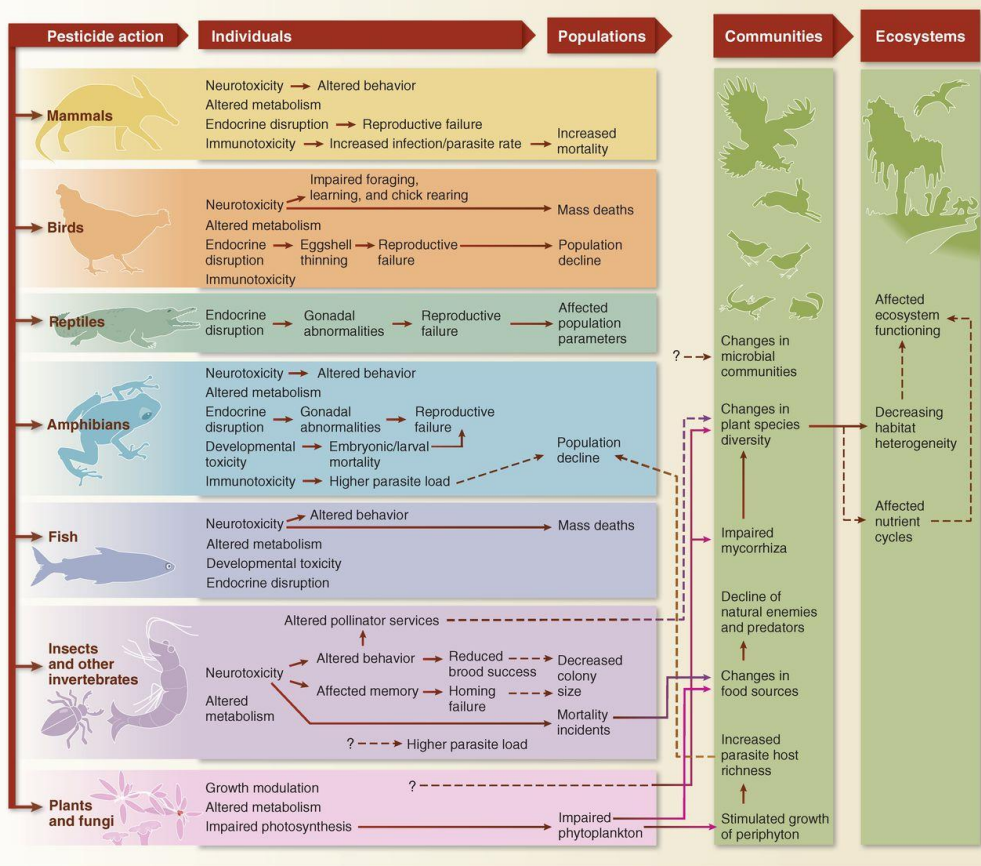 Pesticide action
Individuals
Populations
Communities
Ecosystems
Mammals
Neurotoxicity
Altered behavior
Altered metabolism
Endocrine disruption
Reproductive failure
Immunotoxicity
Increased infection/parasite rate
Increased
mortality
Birds
Neurotoxicity
Impaired foraging,
learning, and chick rearing
Mass deaths
Altered metabolism
Endocrine
disruption
Eggshell
thinning
Reproductive
failure
Population
decline
Immunotoxicity
Reptiles
Endocrine
disruption
Gonadal
abnormalities
Reproductive
failure
Affected
population
parameters
Amphibians
Neurotoxicity
Altered behavior
Altered metabolism
Endocrine
disruption
Gonadal
abnormalities
Reproductive
failure
Developmental
toxicity
Embryonic/larval
mortality
Immunotoxicity
Higher parasite load
Population
decline
Fish
Neurotoxicity
Altered behavior
Mass deaths
Altered metabolism
Developmental toxicity
Endocrine disruption
Insects
and other
invertebrates
Altered pollinator services
Neurotoxicity
Altered behavior
Reduced
brood success
Decreased
colony
size
Affected memory
Homing
failure
Altered
metabolism
Mortality
incidents
?
Higher parasite load
Plants
and fungi
Growth modulation
?
Altered metabolism
Impaired photosynthesis
Impaired
phytoplankton
?
Changes in
microbial
communities
Changes in
plant species
diversity
Impaired
mycorrhiza
Decline of
natural enemies
and predators
Changes in
food sources
Increased
parasite host
richness
Stimulated growth
of periphyton
Affected
ecosystem
functioning
Decreasing
habitat
heterogeneity
Affected
nutrient
cycles